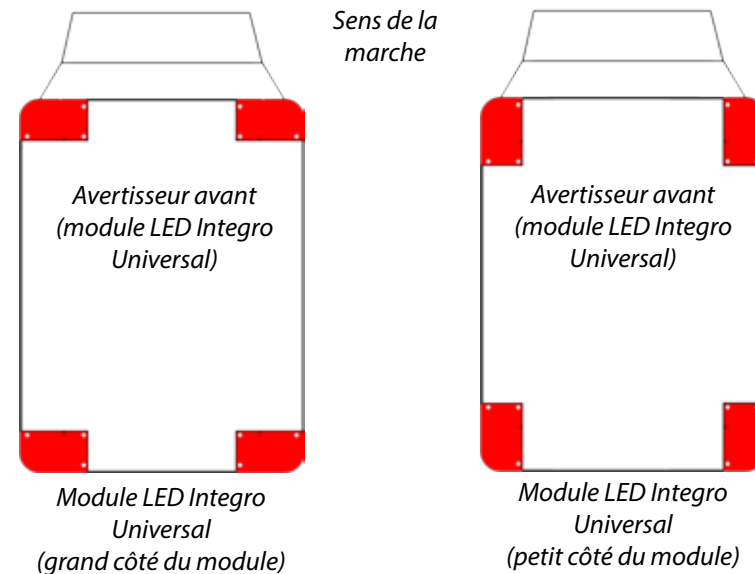 Sens de la
marche
Avertisseur avant
(module LED Integro
Universal)
Avertisseur avant
(module LED Integro
Universal)
Module LED Integro
Universal
(grand côté du module)
Module LED Integro
Universal
(petit côté du module)